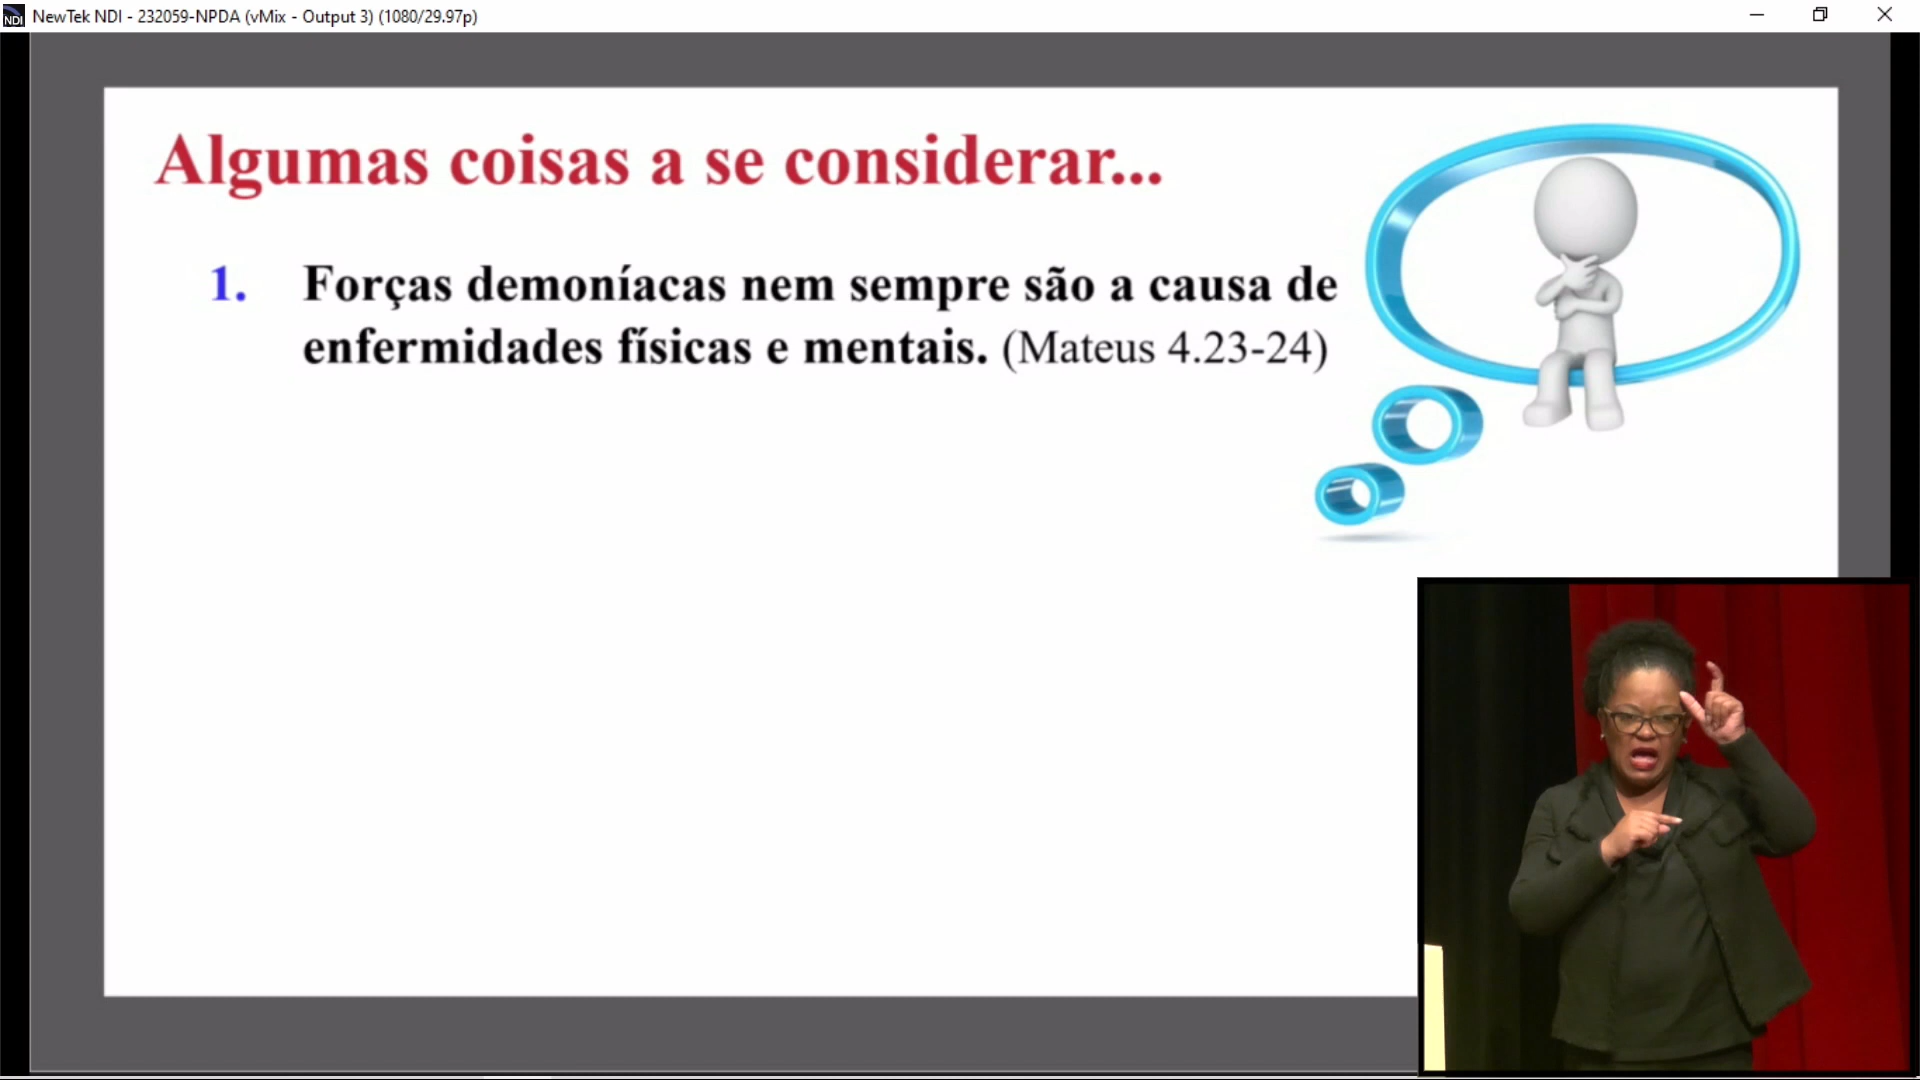 NDI NewTek NDI - 232059-NPDA (vMix - Output 3) (1080/29.97p)
Algumas coisas a se considerar...
1. Forças demoníacas nem sempre são a causa de
enfermidades físicas e mentais. (Mateus 4.23-24)